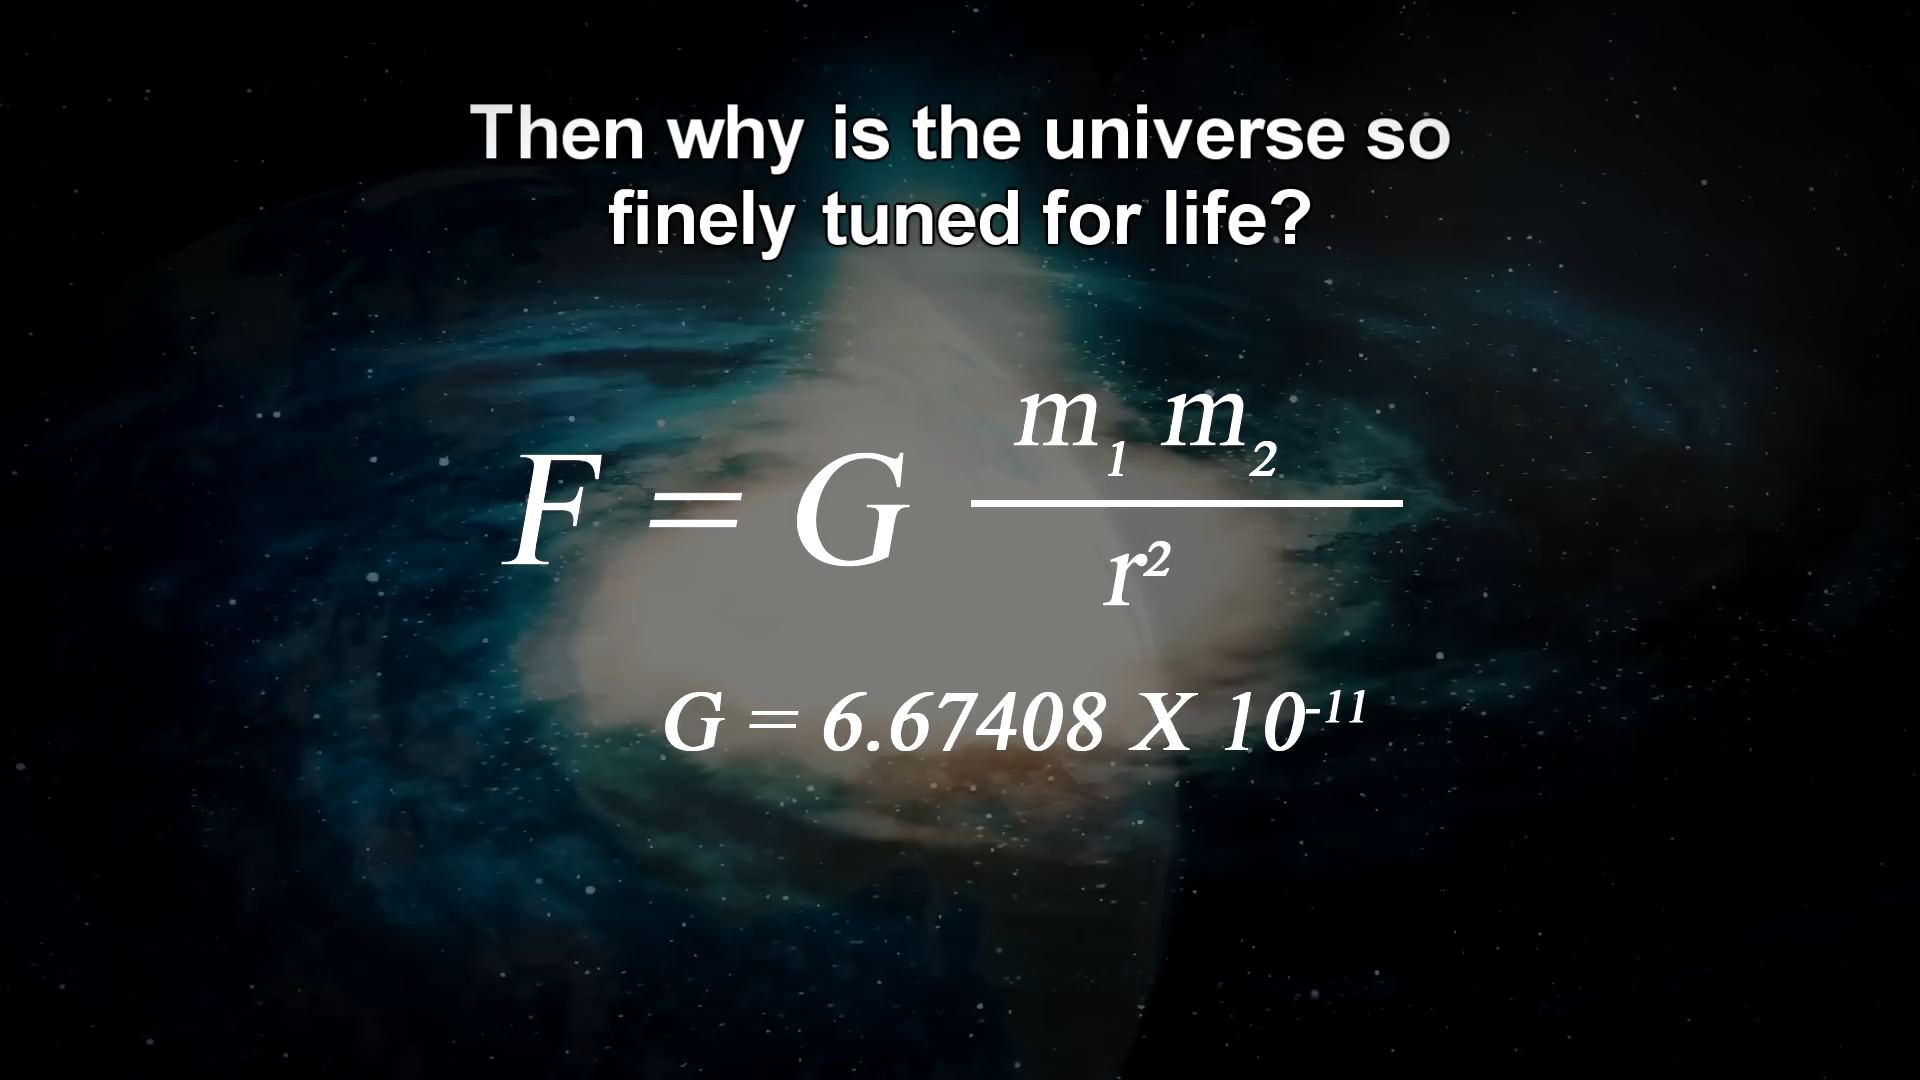 Then why is the universe so
finely tuned for life?
F = G m₁ m₂ / r²
G = 6.67408 X 10⁻¹¹